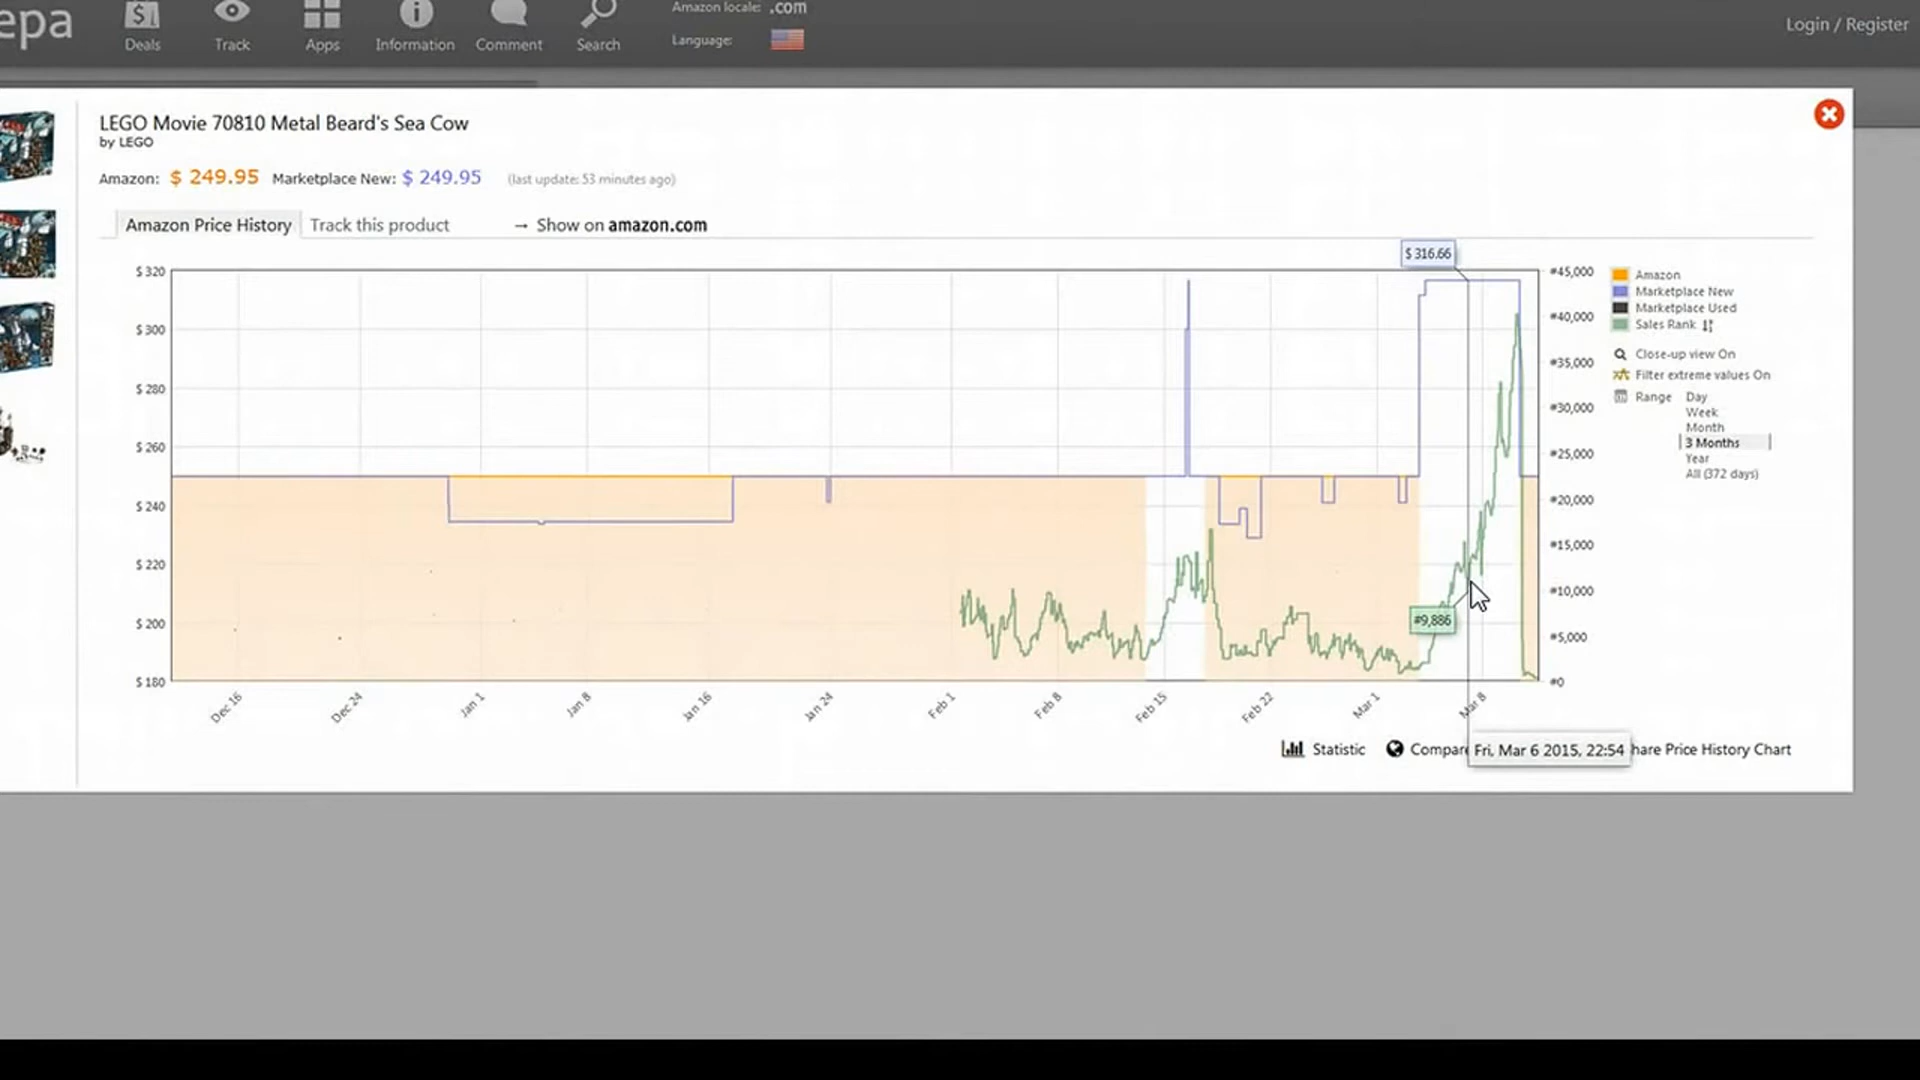 epa
Deals
Track
Apps
Information
Comment
Search
Amazon locale: .com
Language:
Login / Register
LEGO Movie 70810 Metal Beard's Sea Cow
by LEGO
Amazon: $ 249.95 Marketplace New: $ 249.95 (last update: 53 minutes ago)
Amazon Price History
Track this product
→ Show on amazon.com
$ 316.66
$ 320
$ 300
$ 280
$ 260
$ 240
$ 220
$ 200
$ 180
#45,000
#40,000
#35,000
#30,000
#25,000
#20,000
#15,000
#10,000
#5,000
#0
#9,886
Dec 16
Dec 24
Jan 1
Jan 8
Jan 16
Jan 24
Feb 1
Feb 8
Feb 15
Feb 22
Mar 1
Mar 8
Amazon
Marketplace New
Marketplace Used
Sales Rank
Close-up view On
Filter extreme values On
Range
Day
Week
Month
3 Months
Year
All (372 days)
Statistic
Compare
Fri, Mar 6 2015, 22:54
hare Price History Chart